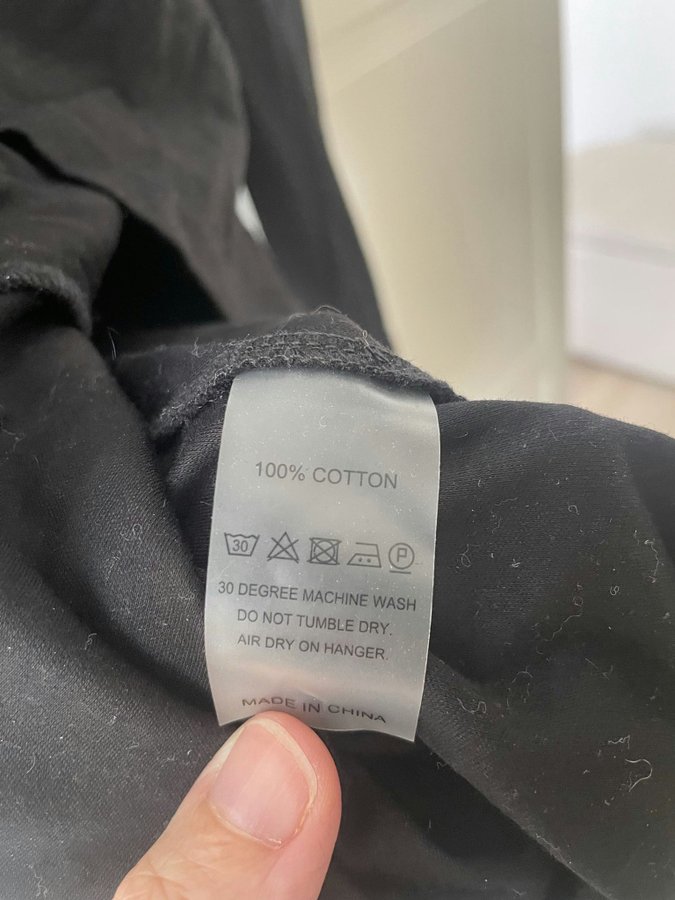 100% COTTON
30 P
30 DEGREE MACHINE WASH
DO NOT TUMBLE DRY.
AIR DRY ON HANGER.
MADE IN CHINA